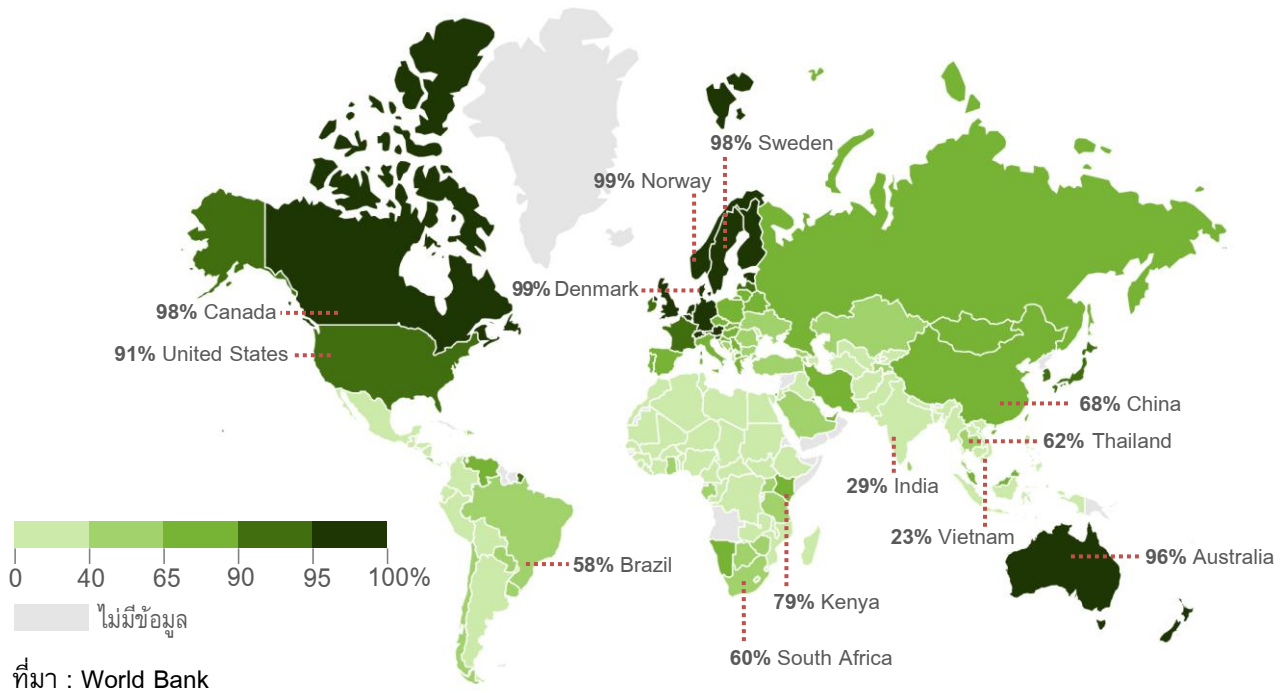 98% Sweden
99% Norway
99% Denmark
98% Canada
91% United States
68% China
62% Thailand
29% India
23% Vietnam
96% Australia
58% Brazil
79% Kenya
60% South Africa
0 40 65 90 95 100%
ไม่มีข้อมูล
ที่มา : World Bank